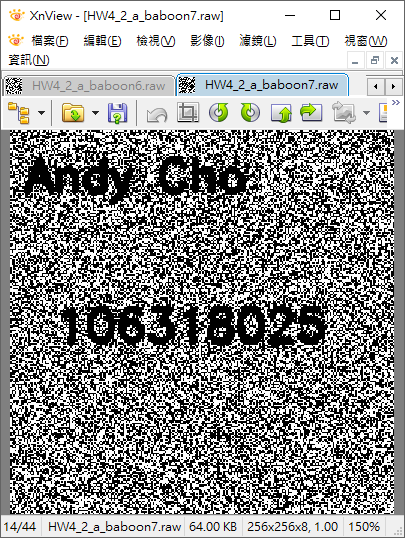 XnView - [HW4_2_a_baboon7.raw]
檔案(F) 編輯(E) 檢視(V) 影像(I) 濾鏡(L) 工具(T) 視窗(W)
資訊(N)
HW4_2_a_baboon6.raw HW4_2_a_baboon7.raw
Andy Cho
106318025
14/44 HW4_2_a_baboon7.raw 64.00 KB 256x256x8, 1.00 150%